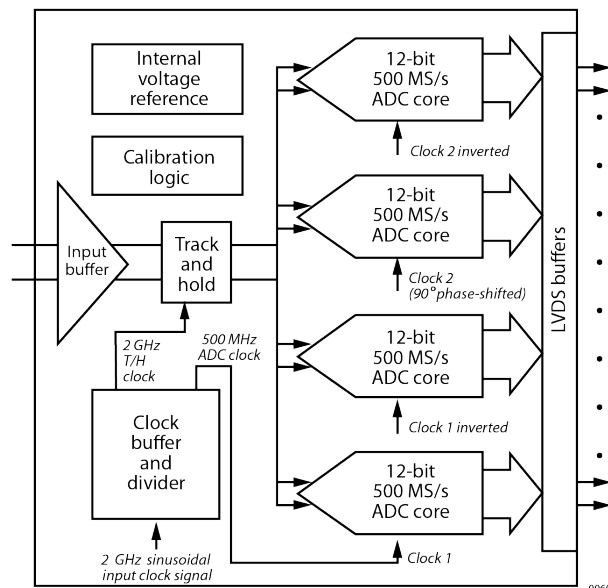 Internal
voltage
reference
Calibration
logic
Input
buffer
Track
and
hold
2 GHz
T/H
clock
500 MHz
ADC clock
Clock
buffer
and
divider
2 GHz sinusoidal
input clock signal
12-bit
500 MS/s
ADC core
Clock 2 inverted
12-bit
500 MS/s
ADC core
Clock 2
(90° phase-shifted)
12-bit
500 MS/s
ADC core
Clock 1 inverted
12-bit
500 MS/s
ADC core
Clock 1
LVDS buffers